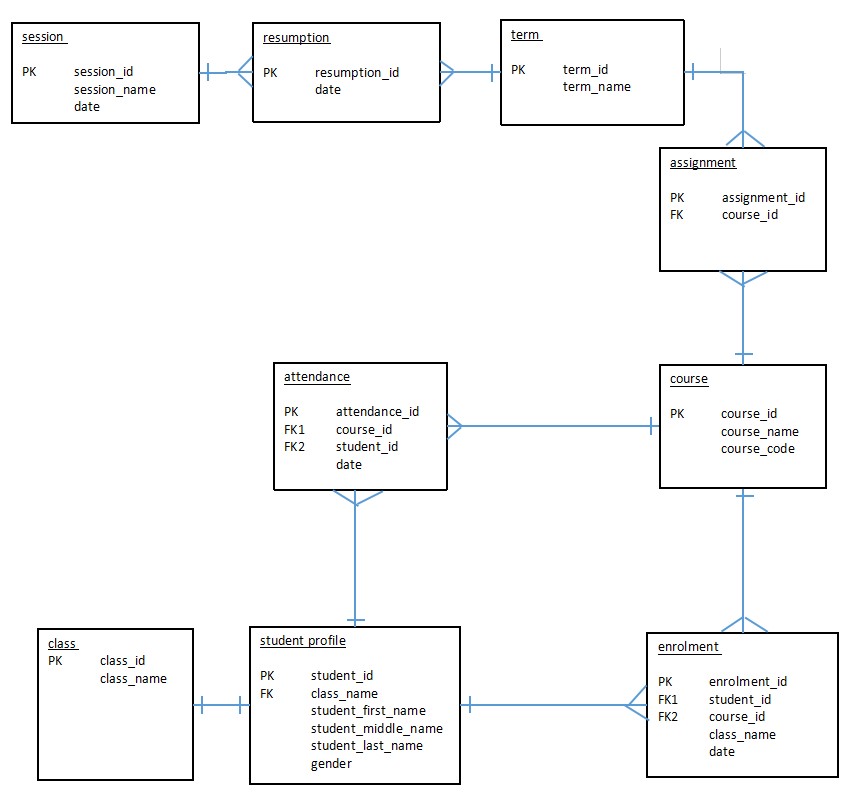 session
PK session_id
session_name
date
resumption
PK resumption_id
date
term
PK term_id
term_name
assignment
PK assignment_id
FK course_id
attendance
PK attendance_id
FK1 course_id
FK2 student_id
date
course
PK course_id
course_name
course_code
class
PK class_id
class_name
student profile
PK student_id
FK class_name
student_first_name
student_middle_name
student_last_name
gender
enrolment
PK enrolment_id
FK1 student_id
FK2 course_id
class_name
date